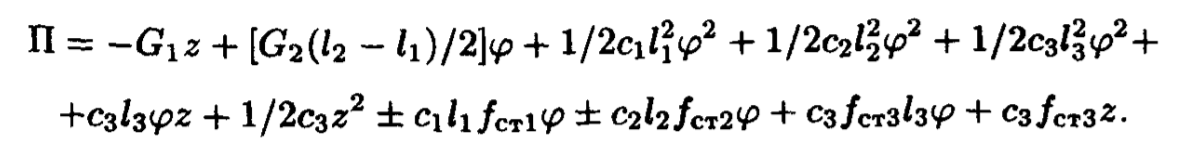 П = −G₁z + [G₂(l₂ − l₁)/2]φ + 1/2c₁l₁²φ² + 1/2c₂l₂²φ² + 1/2c₃l₃²φ² +
+c₃l₃φz + 1/2c₃z² ± c₁l₁f_ст1φ ± c₂l₂f_ст2φ + c₃f_ст3l₃φ + c₃f_ст3z.